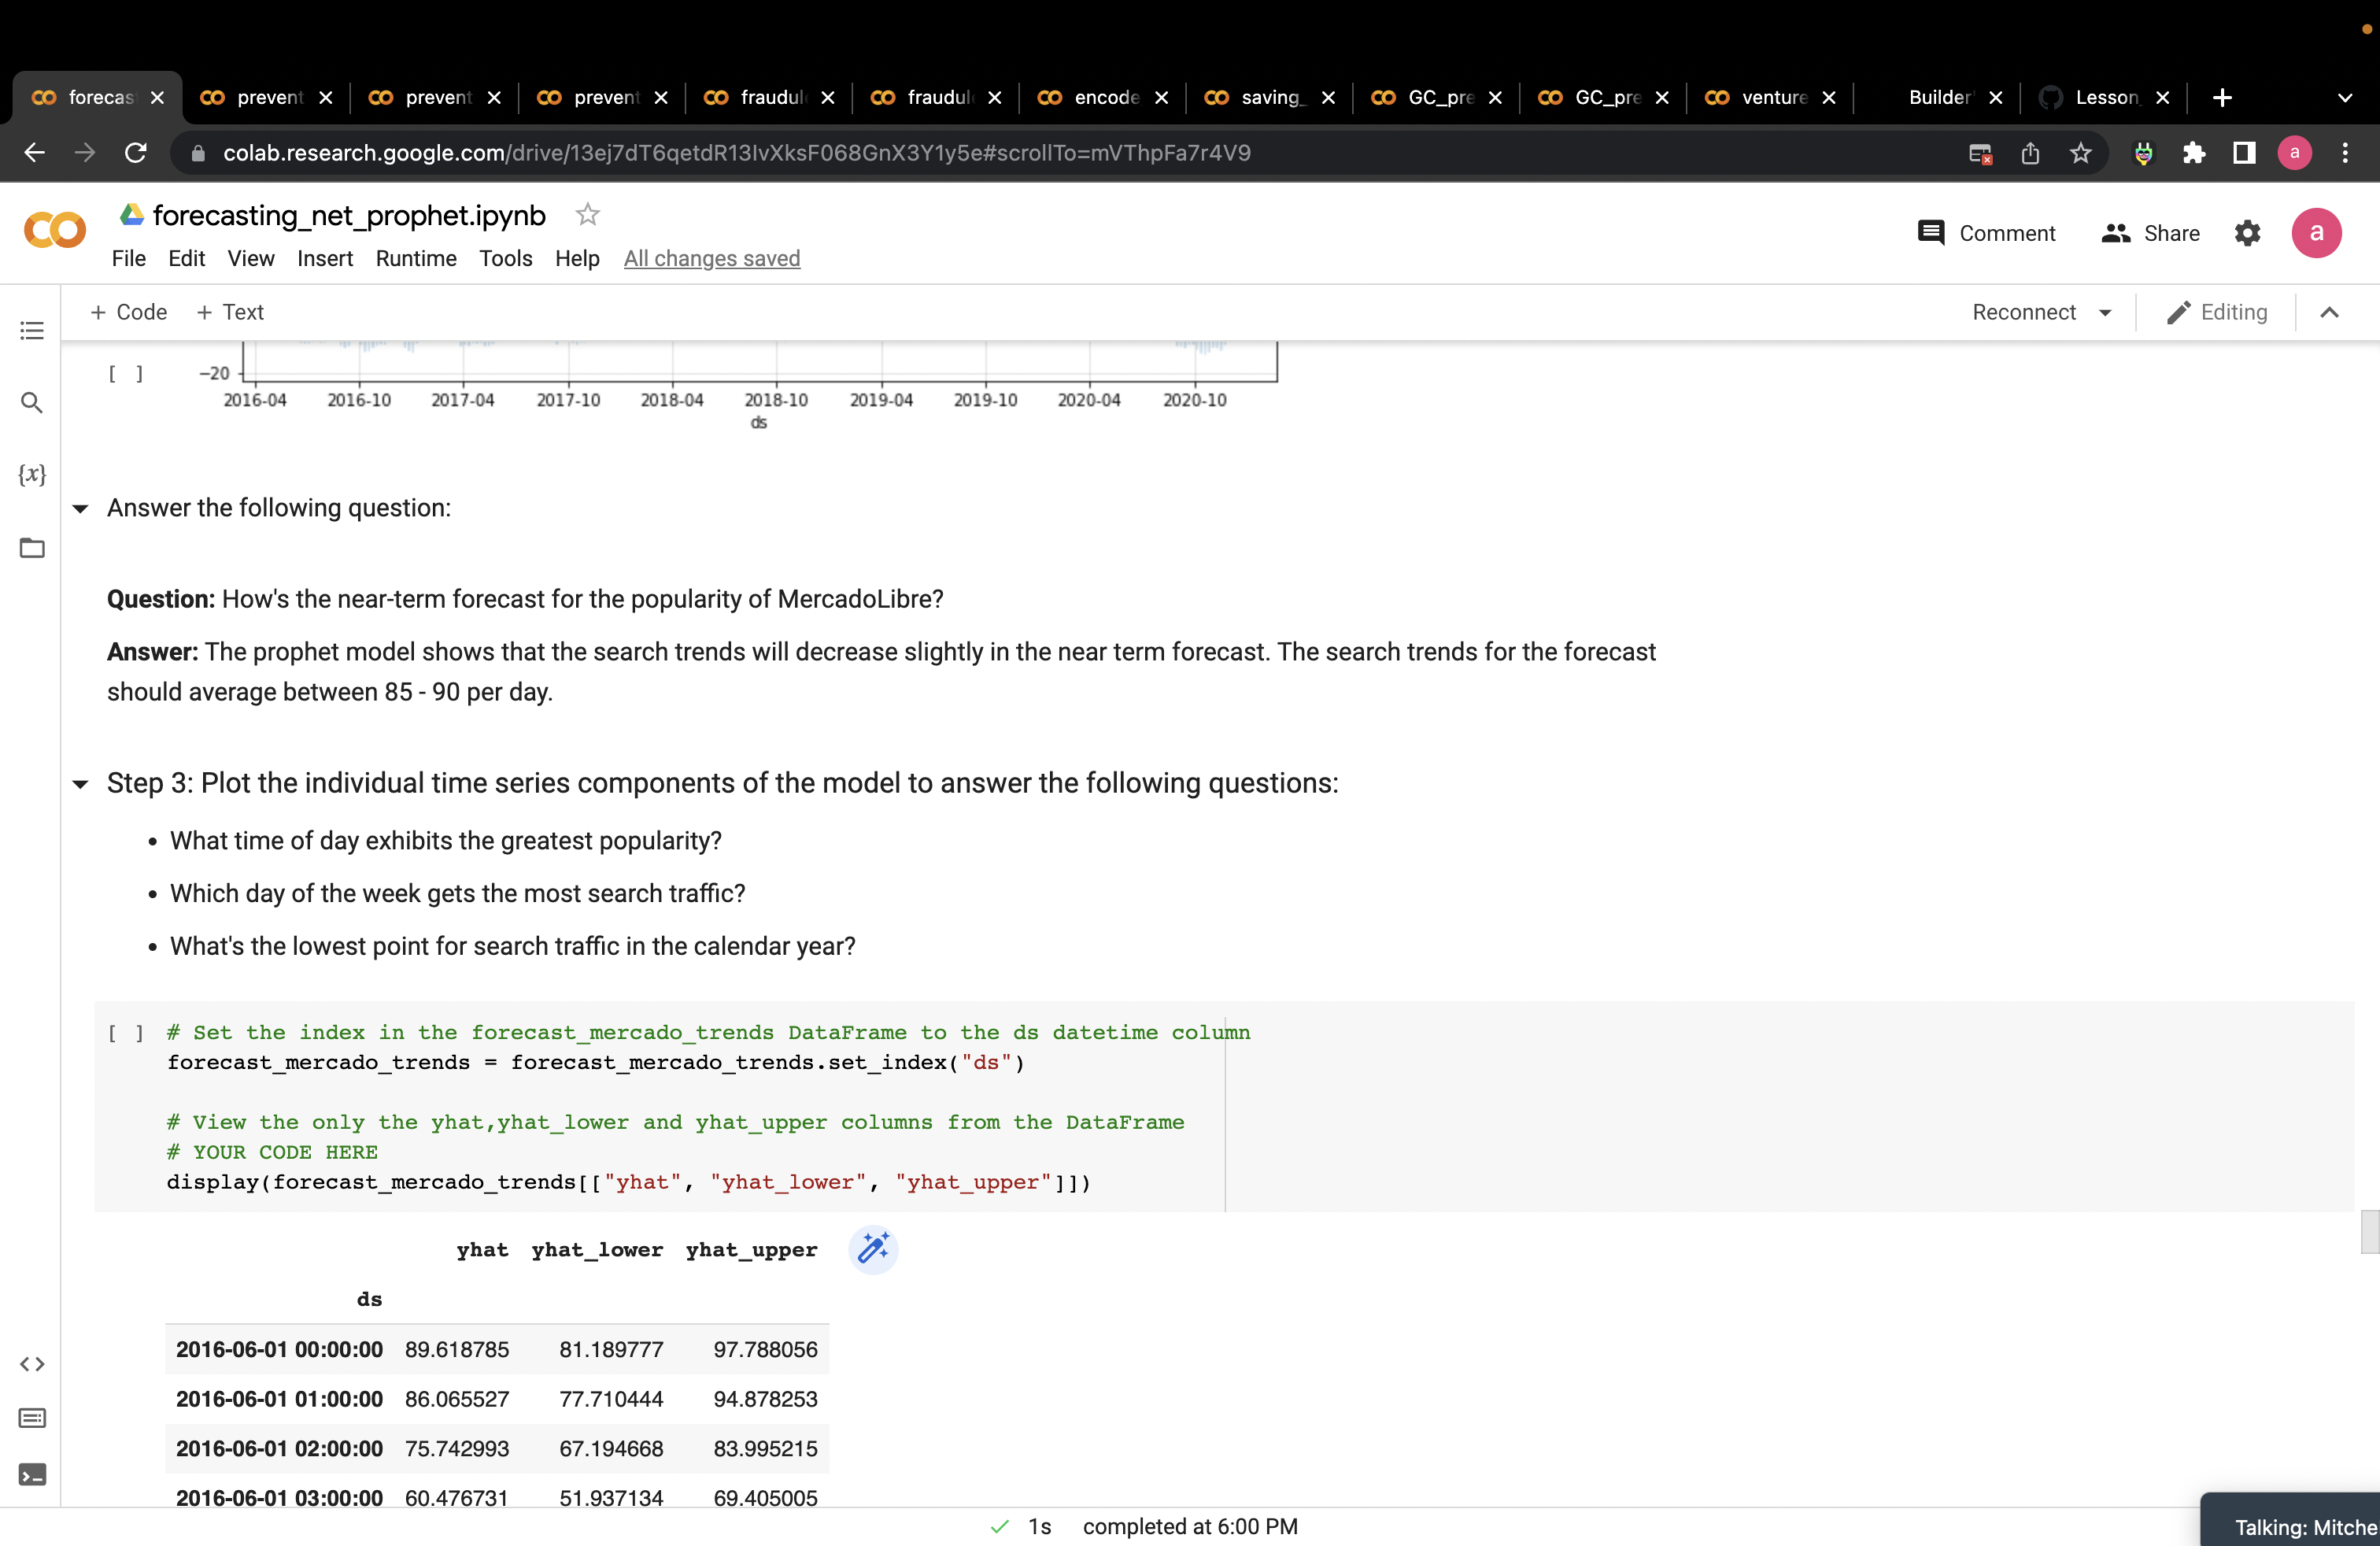 forecas
prevent
prevent
prevent
fraudul
fraudul
encode
saving_
GC_pre
GC_pre
venture
Builder'
Lesson_
colab.research.google.com/drive/13ej7dT6qetdR13IvXksF068GnX3Y1y5e#scrollTo=mVThpFa7r4V9
a
forecasting_net_prophet.ipynb
Comment
Share
a
File Edit View Insert Runtime Tools Help All changes saved
+ Code + Text
Reconnect
Editing
[ ]
−20
2016-04 2016-10 2017-04 2017-10 2018-04 2018-10 2019-04 2019-10 2020-04 2020-10
ds
{x}
Answer the following question:
Question: How's the near-term forecast for the popularity of MercadoLibre?
Answer: The prophet model shows that the search trends will decrease slightly in the near term forecast. The search trends for the forecast
should average between 85 - 90 per day.
Step 3: Plot the individual time series components of the model to answer the following questions:
• What time of day exhibits the greatest popularity?
• Which day of the week gets the most search traffic?
• What's the lowest point for search traffic in the calendar year?
[ ] # Set the index in the forecast_mercado_trends DataFrame to the ds datetime column
forecast_mercado_trends = forecast_mercado_trends.set_index("ds")
# View the only the yhat,yhat_lower and yhat_upper columns from the DataFrame
# YOUR CODE HERE
display(forecast_mercado_trends[["yhat", "yhat_lower", "yhat_upper"]])
yhat yhat_lower yhat_upper
ds
2016-06-01 00:00:00 89.618785 81.189777 97.788056
2016-06-01 01:00:00 86.065527 77.710444 94.878253
2016-06-01 02:00:00 75.742993 67.194668 83.995215
2016-06-01 03:00:00 60.476731 51.937134 69.405005
1s completed at 6:00 PM
Talking: Mitche